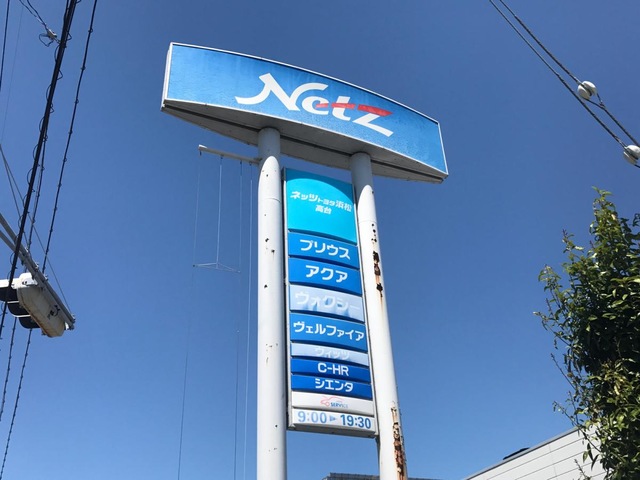 Netz
ネッツトヨタ浜松
高台
プリウス
アクア
ヴォクシー
ヴェルファイア
ヴィッツ
C-HR
シエンタ
SERVICE
9:00▶19:30